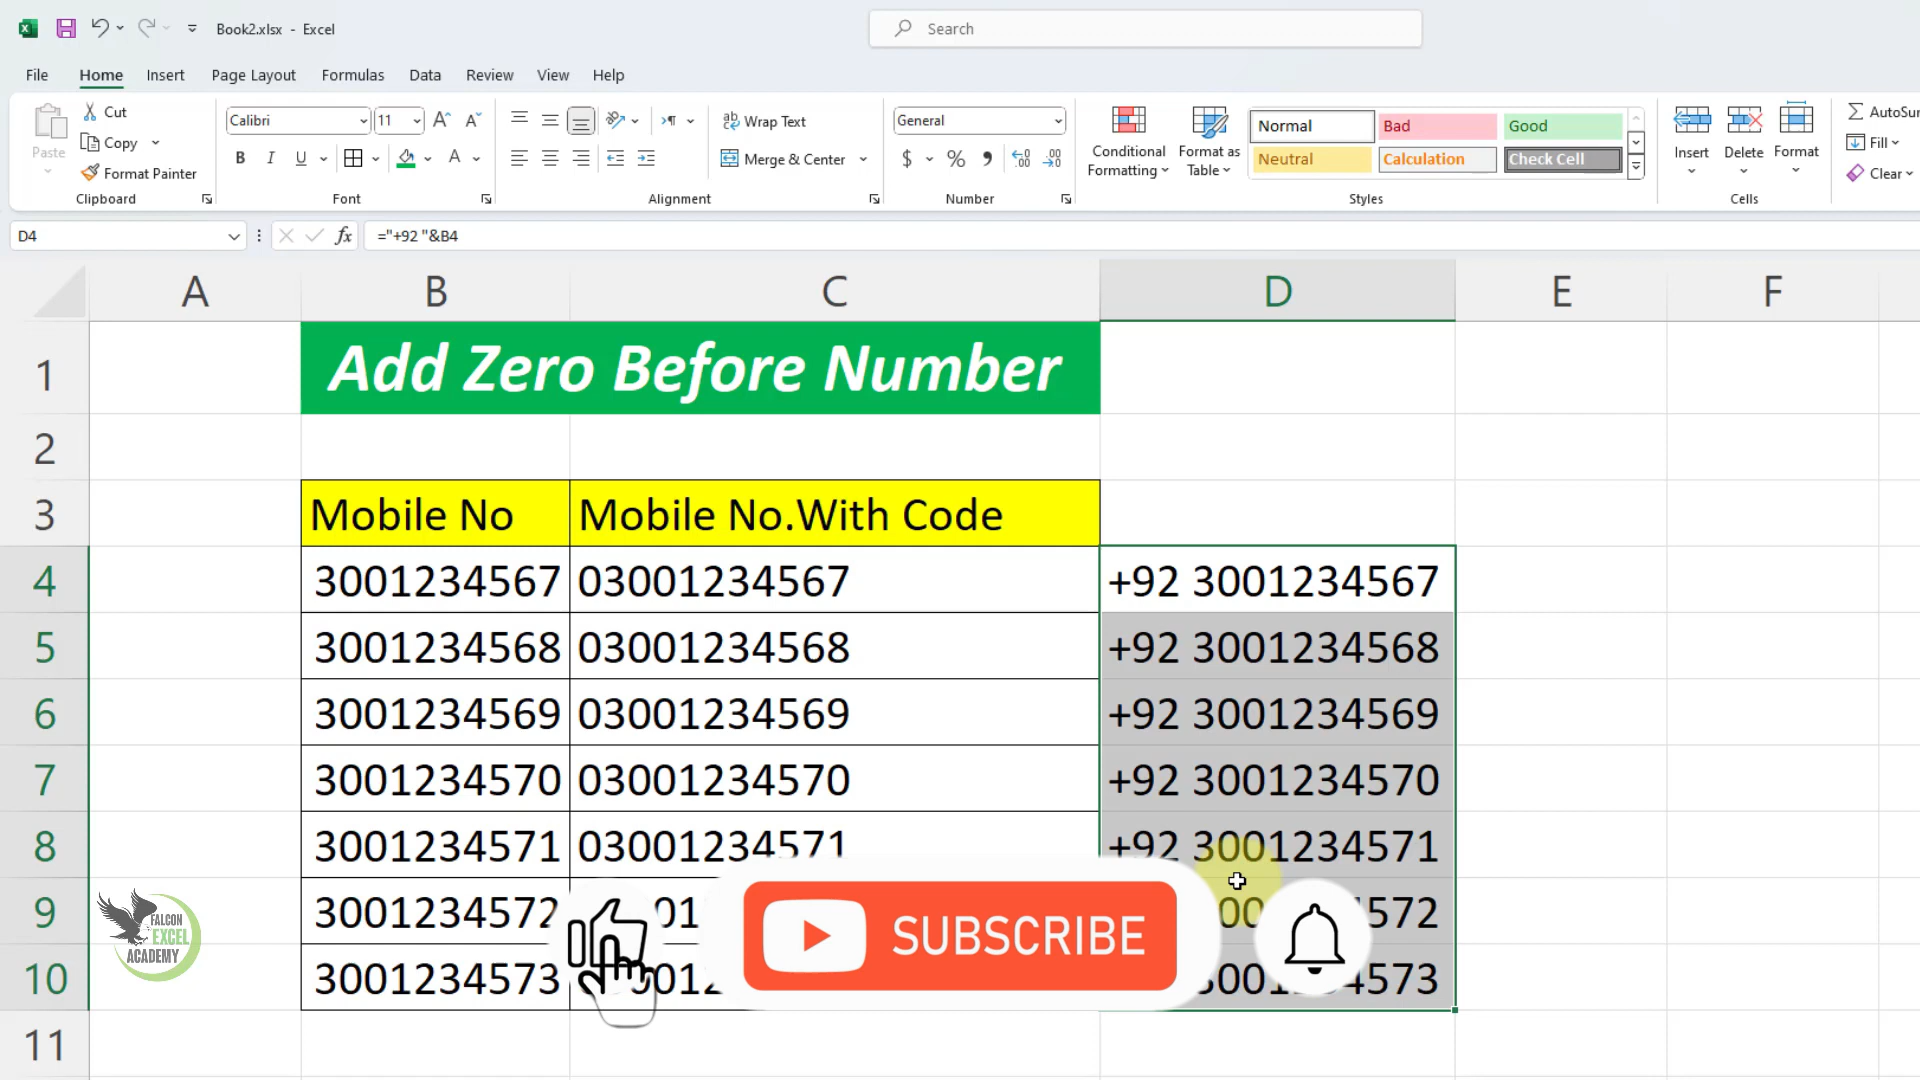 Book2.xlsx - Excel
Search
File Home Insert Page Layout Formulas Data Review View Help
Paste
Cut
Copy
Format Painter
Clipboard
Calibri 11
B I U A
Font
Wrap Text
Merge & Center
Alignment
General
$ %
Number
Conditional Formatting
Format as Table
Normal Bad Good
Neutral Calculation Check Cell
Styles
Insert Delete Format
Cells
Fill
Clear
D4 fx ="+92 "&B4
A B C D E F
1 Add Zero Before Number
2
3 Mobile No Mobile No.With Code
4 3001234567 03001234567 +92 3001234567
5 3001234568 03001234568 +92 3001234568
6 3001234569 03001234569 +92 3001234569
7 3001234570 03001234570 +92 3001234570
8 3001234571 03001234571 +92 3001234571
9 3001234572
10 3001234573
11
FALCON
EXCEL
ACADEMY
SUBSCRIBE